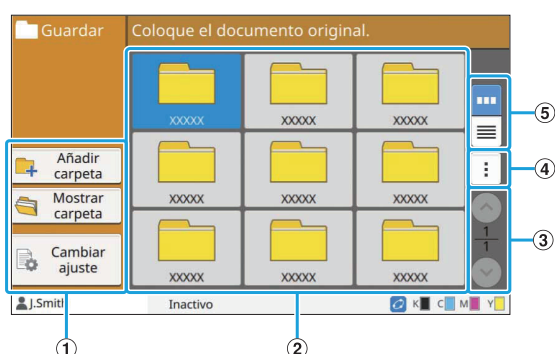 Guardar
Coloque el documento original.
XXXXX XXXXX XXXXX
Añadir
carpeta
Mostrar
carpeta
XXXXX XXXXX XXXXX
Cambiar
ajuste
XXXXX XXXXX XXXXX
1
1
J.Smith
Inactivo
K C M Y
5
4
3
1
2